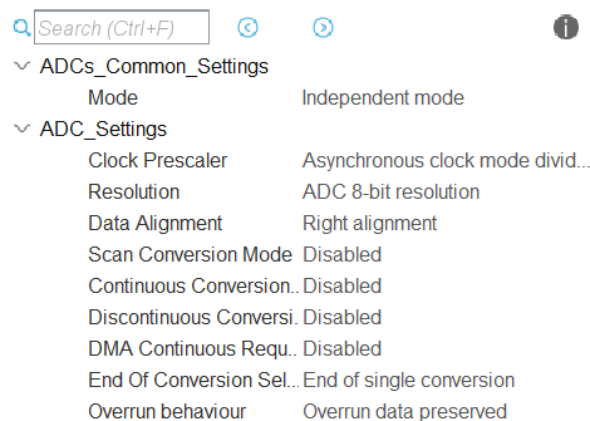 Search (Ctrl+F)
ADCs_Common_Settings
Mode Independent mode
ADC_Settings
Clock Prescaler Asynchronous clock mode divid...
Resolution ADC 8-bit resolution
Data Alignment Right alignment
Scan Conversion Mode Disabled
Continuous Conversion.. Disabled
Discontinuous Conversi. Disabled
DMA Continuous Requ.. Disabled
End Of Conversion Sel... End of single conversion
Overrun behaviour Overrun data preserved